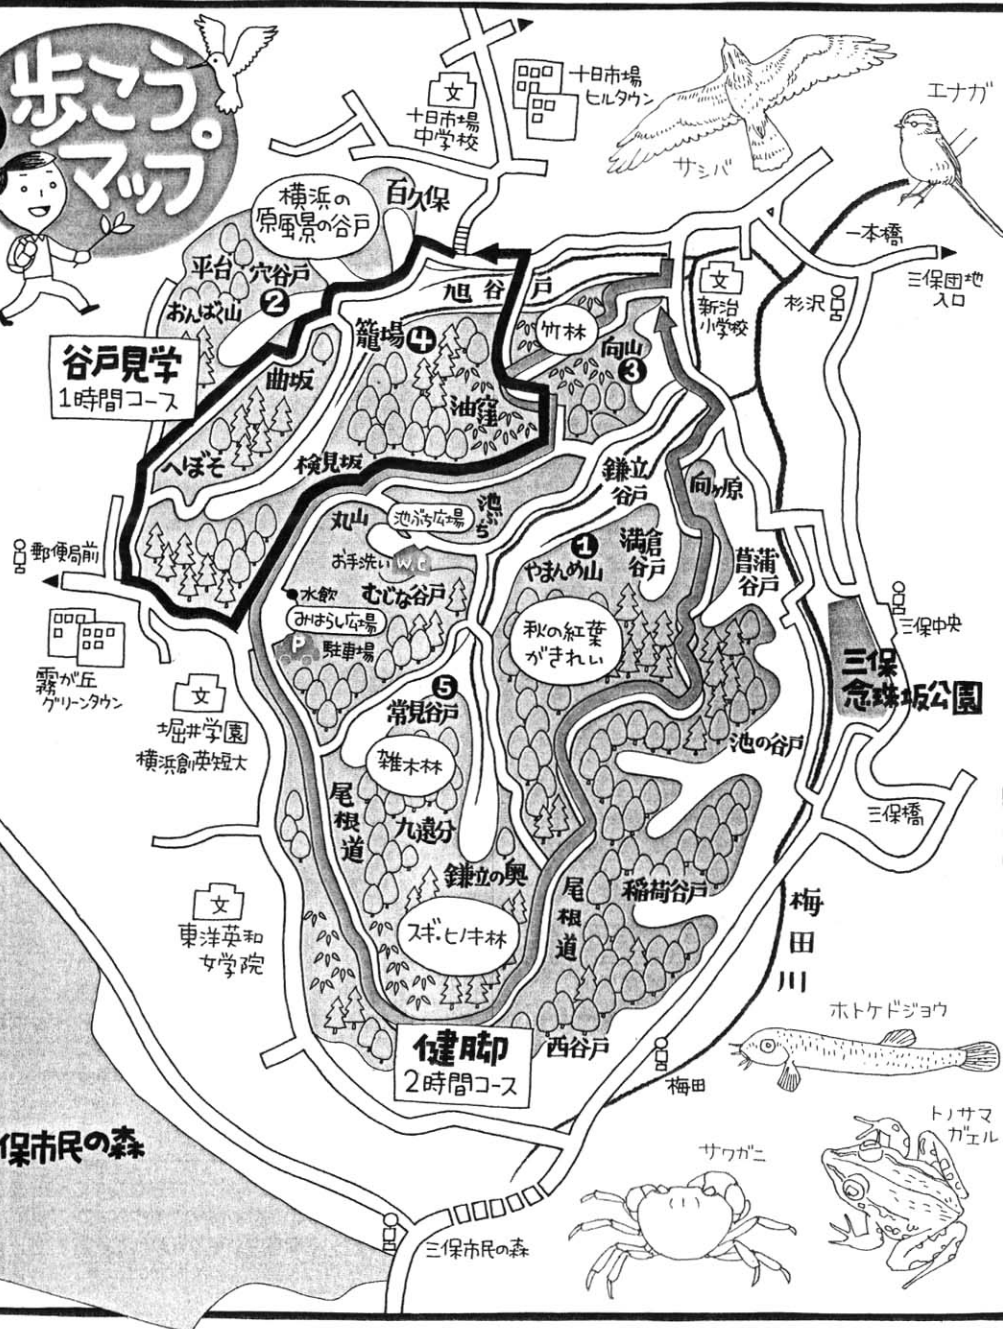 歩こう。
マップ
文
十日市場
中学校
十日市場
ヒルタウン
サシバ
エナガ
横浜の
原風景の谷戸
百久保
一本橋
三保団地
入口
平台
穴谷戸
❷
おんばく山
旭谷戸
文
新治
小学校
杉沢
谷戸見学
1時間コース
籠場
❹
竹林
向山
❸
曲坂
油窪
へぼそ
検見坂
鎌立
谷戸
向ヶ原
丸山
池ぶち広場
池ぶち
❶
やまんめ山
満倉
谷戸
菖蒲
谷戸
郵便局前
お手洗い
W.C
水飲
むじな谷戸
みはらし広場
P
駐車場
秋の紅葉
がきれい
三保中央
三保
念珠坂公園
霧が丘
グリーンタウン
文
堀井学園
横浜創英短大
❺
常見谷戸
雑木林
池の谷戸
尾根道
九遠分
三保橋
鎌立の奥
尾根道
稲荷谷戸
文
東洋英和
女学院
スギ・ヒノキ林
梅田川
健脚
2時間コース
西谷戸
梅田
ホトケドジョウ
保市民の森
サワガニ
トノサマ
ガエル
三保市民の森